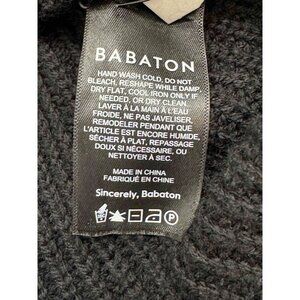 BABATON
HAND WASH COLD, DO NOT
BLEACH, RESHAPE WHILE DAMP,
DRY FLAT, COOL IRON ONLY IF
NEEDED, OR DRY CLEAN.
LAVER À LA MAIN À L'EAU
FROIDE, NE PAS JAVELISER,
REMODELER PENDANT QUE
L'ARTICLE EST ENCORE HUMIDE,
SÉCHER À PLAT, REPASSAGE
DOUX SI NÉCESSAIRE, OU
NETTOYER À SEC.
MADE IN CHINA
FABRIQUÉ EN CHINE
Sincerely, Babaton
P